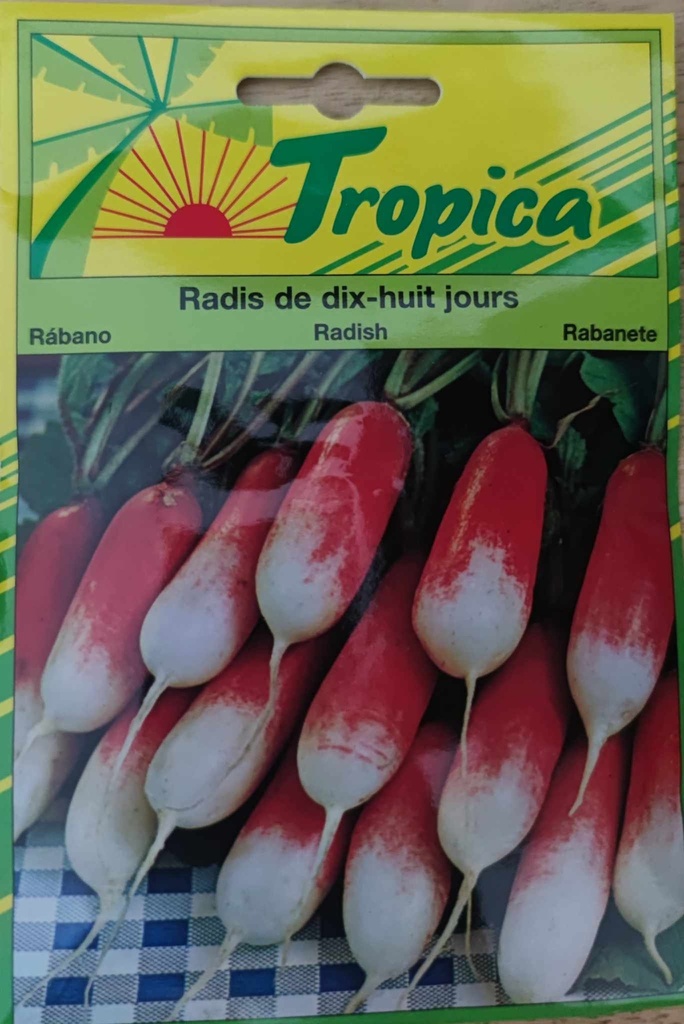 Tropica
Radis de dix-huit jours
Rábano Radish Rabanete